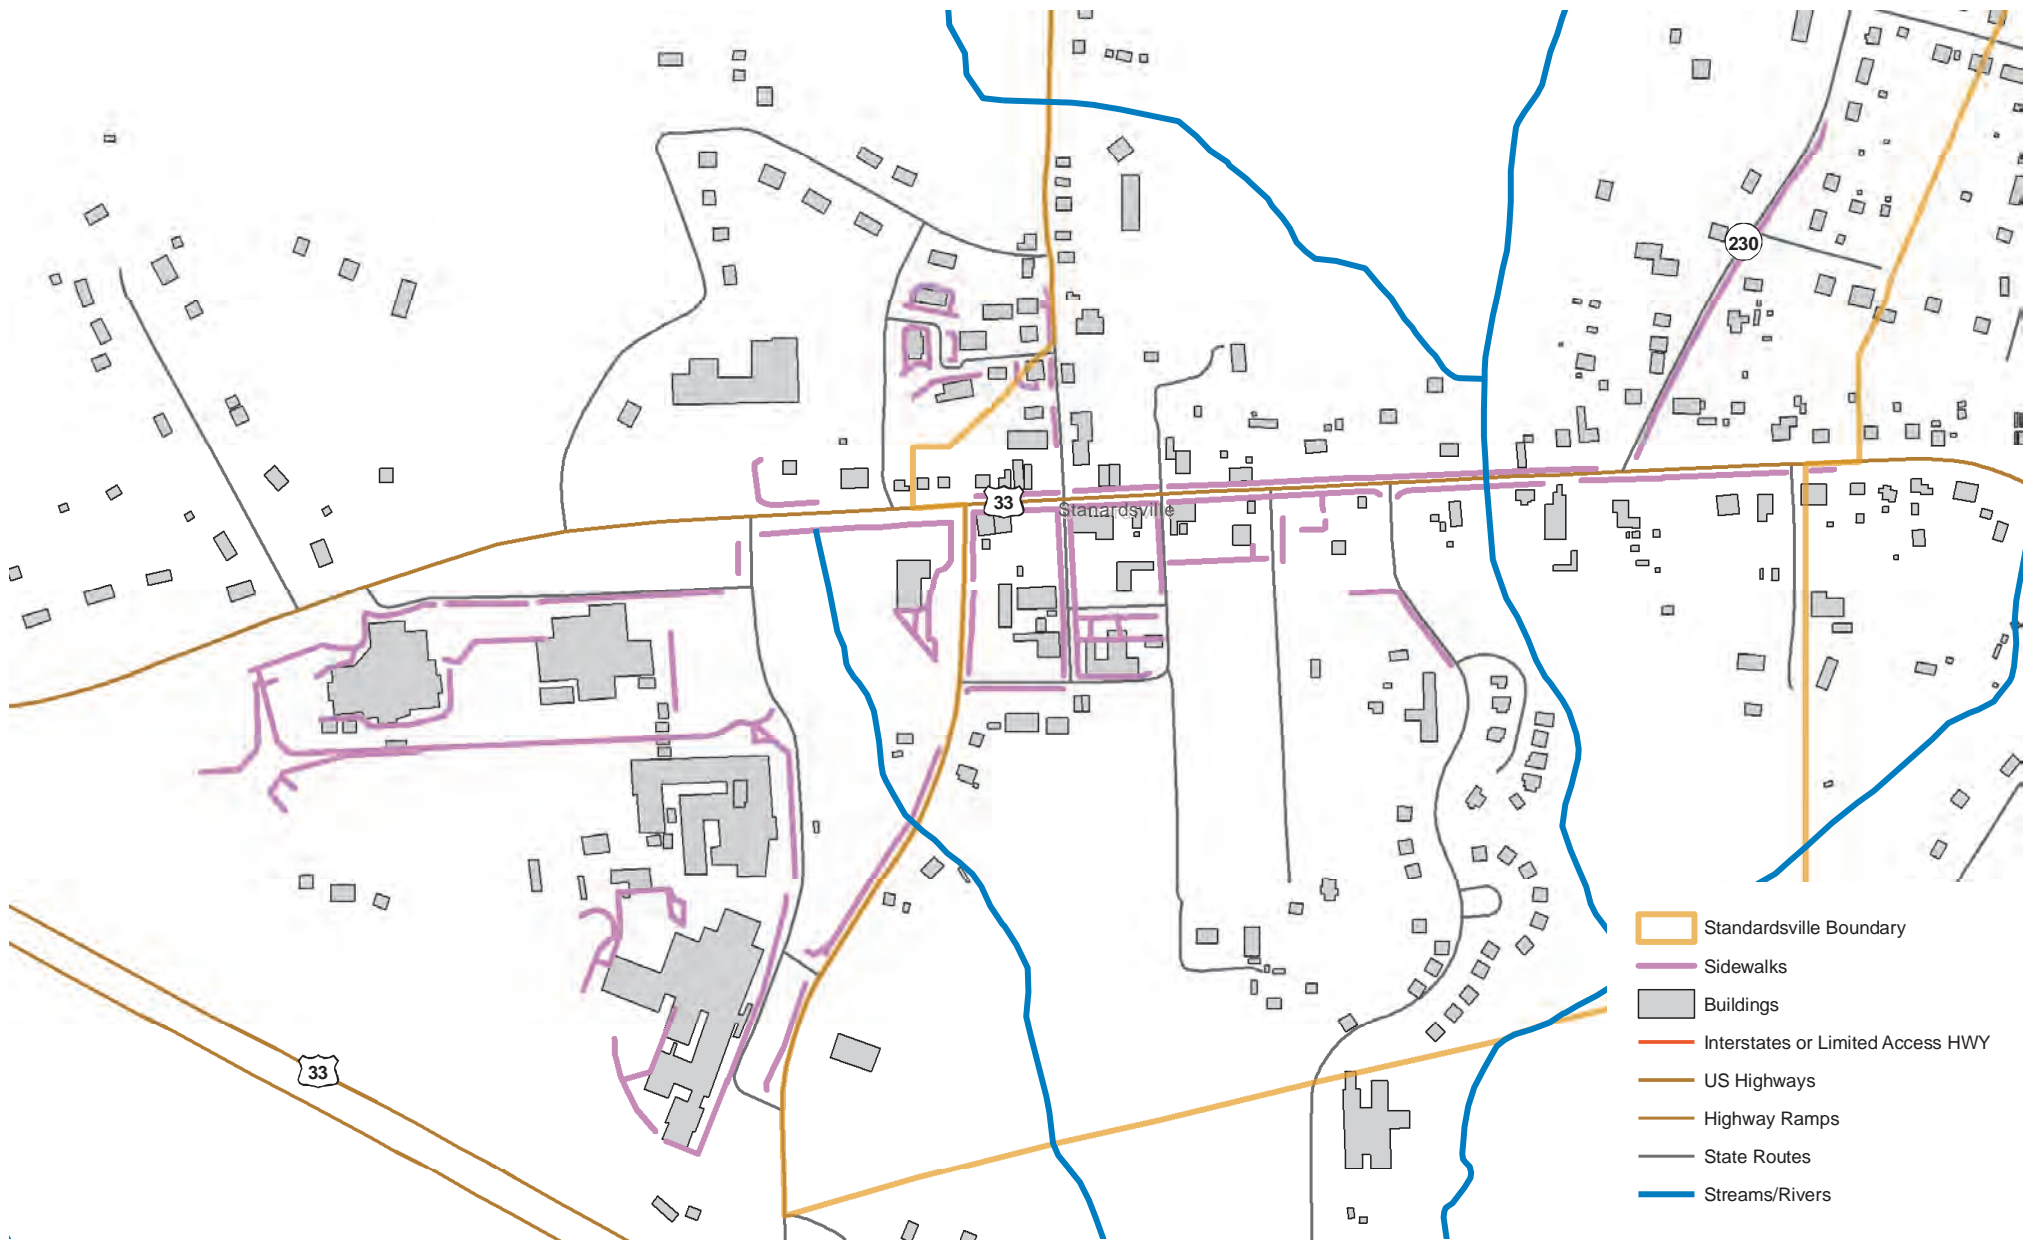 230
33
Stanardsville
33
Standardsville Boundary
Sidewalks
Buildings
Interstates or Limited Access HWY
US Highways
Highway Ramps
State Routes
Streams/Rivers